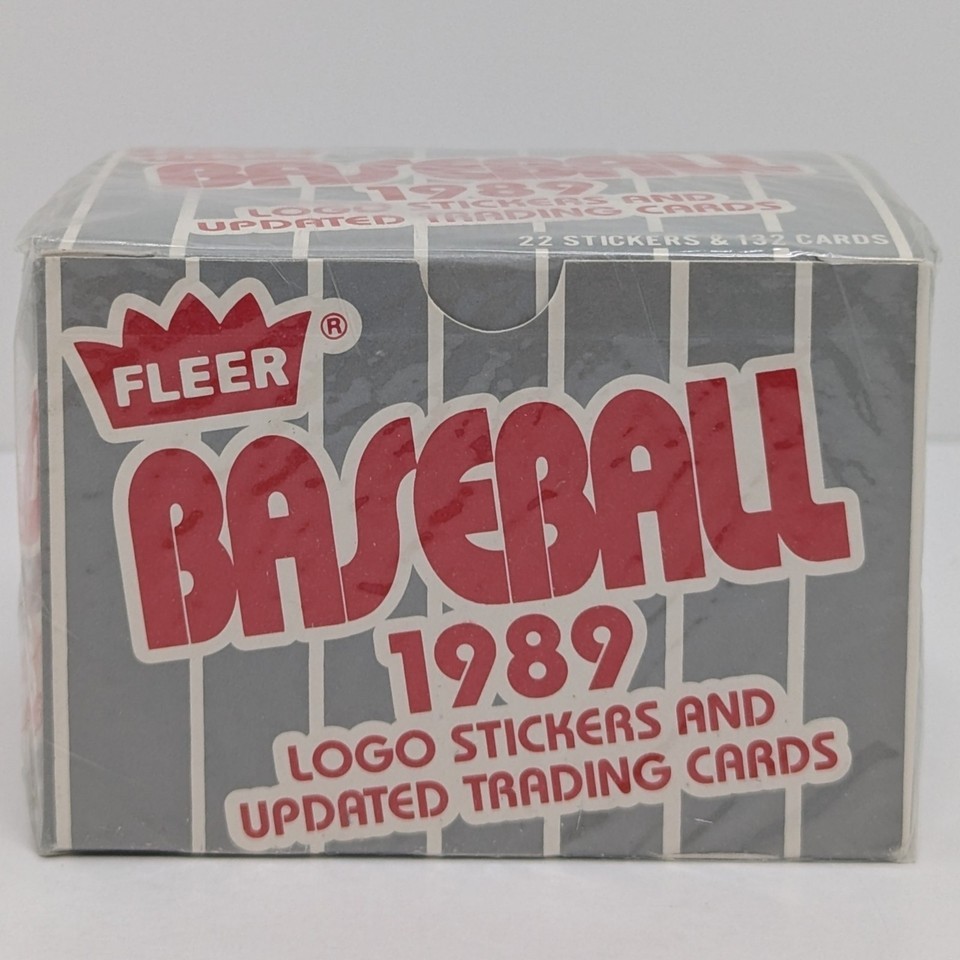 BASEBALL
1989
LOGO STICKERS AND
UPDATED TRADING CARDS
22 STICKERS & 132 CARDS
FLEER®
BASEBALL
1989
LOGO STICKERS AND
UPDATED TRADING CARDS